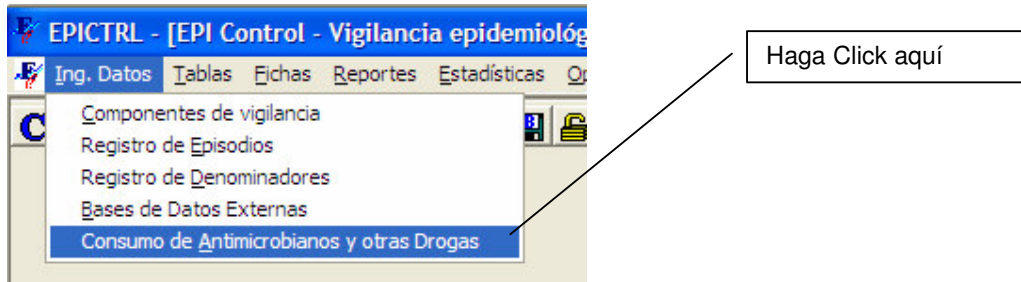 EPICTRL - [EPI Control - Vigilancia epidemiológ
Ing. Datos Tablas Fichas Reportes Estadísticas Op
C
Componentes de vigilancia
Registro de Episodios
Registro de Denominadores
Bases de Datos Externas
Consumo de Antimicrobianos y otras Drogas
Haga Click aquí